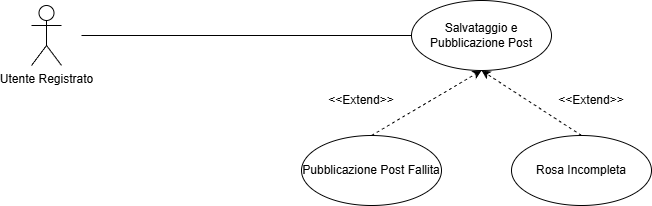 Salvataggio e
Pubblicazione Post
Utente Registrato
<<Extend>>
<<Extend>>
Pubblicazione Post Fallita
Rosa Incompleta